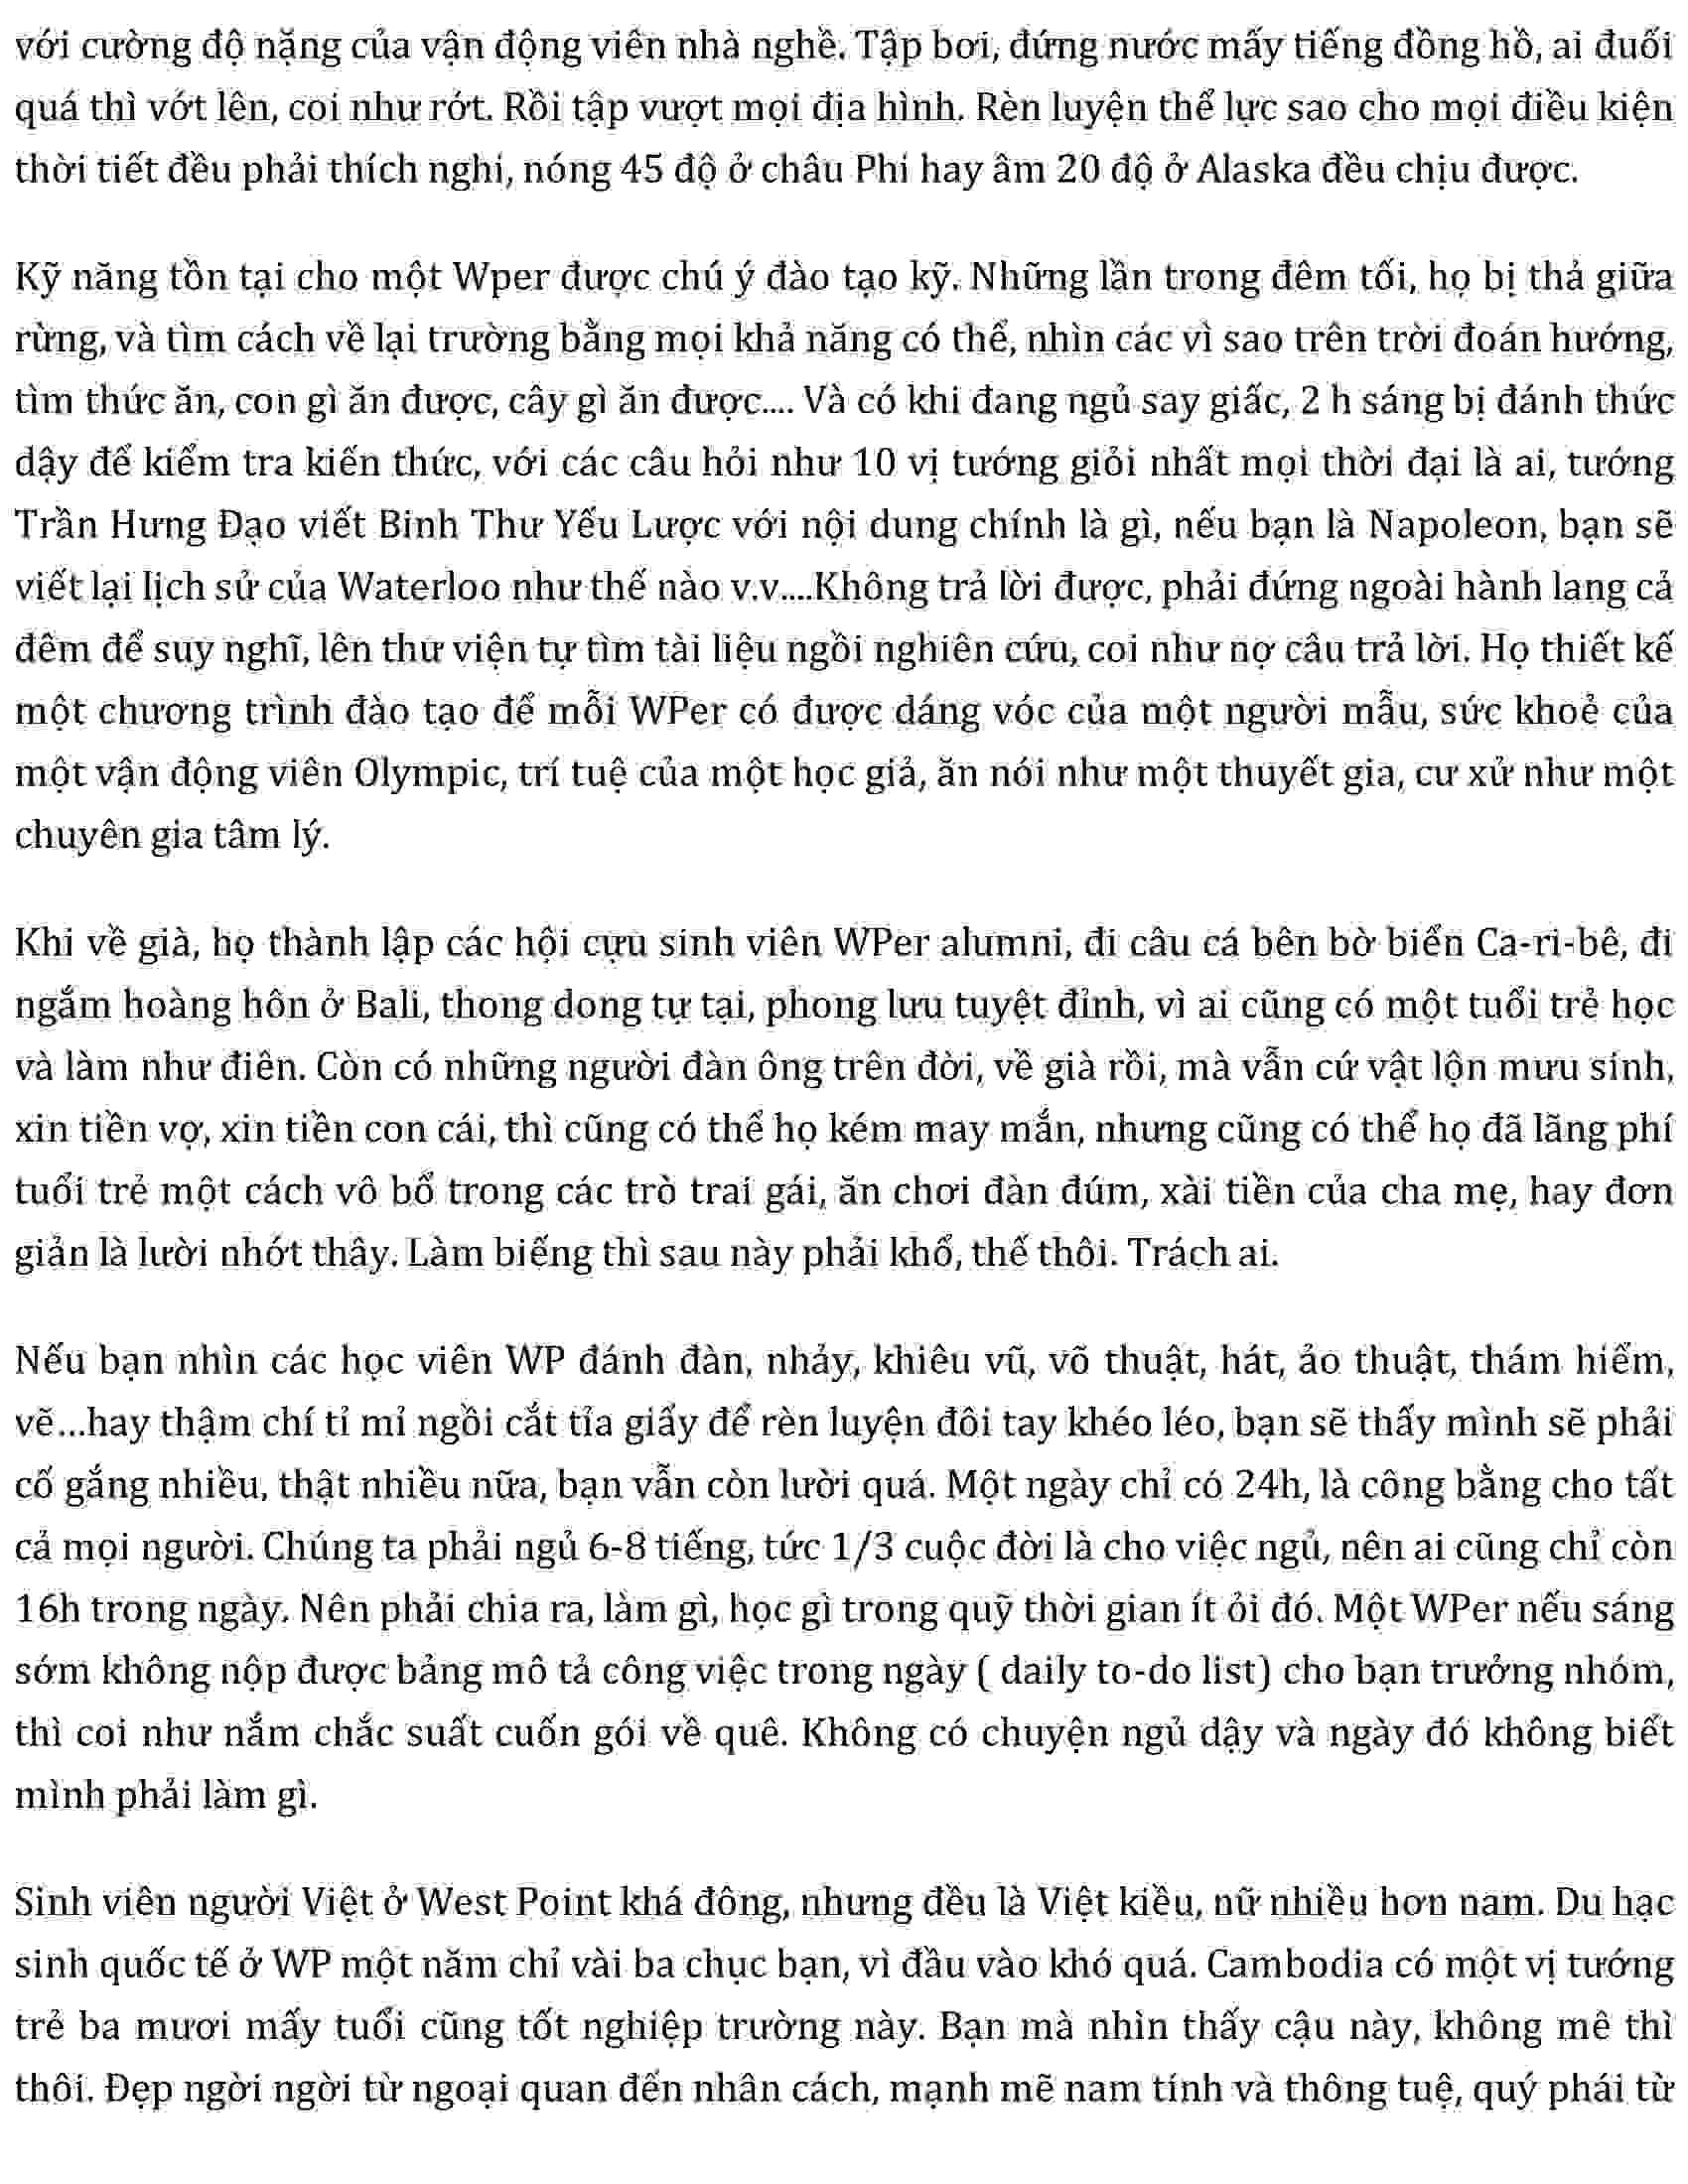 với cường độ nặng của vận động viên nhà nghề. Tập bơi, đứng nước mấy tiếng đồng hồ, ai đuối
quá thì vớt lên, coi như rớt. Rồi tập vượt mọi địa hình. Rèn luyện thể lực sao cho mọi điều kiện
thời tiết đều phải thích nghi, nóng 45 độ ở châu Phi hay âm 20 độ ở Alaska đều chịu được.
Kỹ năng tồn tại cho một Wper được chú ý đào tạo kỹ. Những lần trong đêm tối, họ bị thả giữa
rừng, và tìm cách về lại trường bằng mọi khả năng có thể, nhìn các vì sao trên trời đoán hướng,
tìm thức ăn, con gì ăn được, cây gì ăn được.... Và có khi đang ngủ say giấc, 2 h sáng bị đánh thức
dậy để kiểm tra kiến thức, với các câu hỏi như 10 vị tướng giỏi nhất mọi thời đại là ai, tướng
Trần Hưng Đạo viết Binh Thư Yếu Lược với nội dung chính là gì, nếu bạn là Napoleon, bạn sẽ
viết lại lịch sử của Waterloo như thế nào v.v....Không trả lời được, phải đứng ngoài hành lang cả
đêm để suy nghĩ, lên thư viện tự tìm tài liệu ngồi nghiên cứu, coi như nợ câu trả lời. Họ thiết kế
một chương trình đào tạo để mỗi WPer có được dáng vóc của một người mẫu, sức khoẻ của
một vận động viên Olympic, trí tuệ của một học giả, ăn nói như một thuyết gia, cư xử như một
chuyên gia tâm lý.
Khi về già, họ thành lập các hội cựu sinh viên WPer alumni, đi câu cá bên bờ biển Ca-ri-bê, đi
ngắm hoàng hôn ở Bali, thong dong tự tại, phong lưu tuyệt đỉnh, vì ai cũng có một tuổi trẻ học
và làm như điên. Còn có những người đàn ông trên đời, về già rồi, mà vẫn cứ vật lộn mưu sinh,
xin tiền vợ, xin tiền con cái, thì cũng có thể họ kém may mắn, nhưng cũng có thể họ đã lãng phí
tuổi trẻ một cách vô bổ trong các trò trai gái, ăn chơi đàn đúm, xài tiền của cha mẹ, hay đơn
giản là lười nhớt thây. Làm biếng thì sau này phải khổ, thế thôi. Trách ai.
Nếu bạn nhìn các học viên WP đánh đàn, nhảy, khiêu vũ, võ thuật, hát, ảo thuật, thám hiểm,
vẽ...hay thậm chí tỉ mỉ ngồi cắt tỉa giấy để rèn luyện đôi tay khéo léo, bạn sẽ thấy mình sẽ phải
cố gắng nhiều, thật nhiều nữa, bạn vẫn còn lười quá. Một ngày chỉ có 24h, là công bằng cho tất
cả mọi người. Chúng ta phải ngủ 6-8 tiếng, tức 1/3 cuộc đời là cho việc ngủ, nên ai cũng chỉ còn
16h trong ngày. Nên phải chia ra, làm gì, học gì trong quỹ thời gian ít ỏi đó. Một WPer nếu sáng
sớm không nộp được bảng mô tả công việc trong ngày ( daily to-do list) cho bạn trưởng nhóm,
thì coi như nắm chắc suất cuốn gói về quê. Không có chuyện ngủ dậy và ngày đó không biết
mình phải làm gì.
Sinh viên người Việt ở West Point khá đông, nhưng đều là Việt kiều, nữ nhiều hơn nam. Du hạc
sinh quốc tế ở WP một năm chỉ vài ba chục bạn, vì đầu vào khó quá. Cambodia có một vị tướng
trẻ ba mươi mấy tuổi cũng tốt nghiệp trường này. Bạn mà nhìn thấy cậu này, không mê thì
thôi. Đẹp ngời ngời từ ngoại quan đến nhân cách, mạnh mẽ nam tính và thông tuệ, quý phái từ